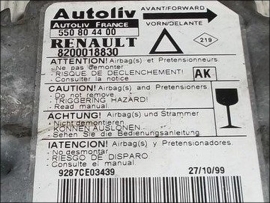 Autoliv
AVANT/FORWARD
AUTOLIV FRANCE
VORN/DELANTE
550 80 44 00
RENAULT
8200018830
219
ATTENTION! Airbag(s) et Pretensionneurs.
- Ne pas demonter
RISQUE DE DECLENCHEMENT!
- Consulter le manuel
AK
CAUTION! Airbag(s) and Pretensioners.
- Do not remove
TRIGGERING HAZARD!
- Read manual
ACHTUNG! Airbag(s) und Strammer
- Nicht demontieren
KÖNNEN AUSLÖSEN
- Sehen Sie die Bedienungsanleitung
¡ATENCION! Airbag(s) y Pretensionadores.
- No desmontar
RIESGO DE DISPARO
- Consulte el manual
9287CE03439
27/10/99